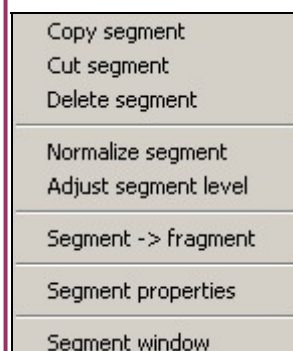 Copy segment
Cut segment
Delete segment
Normalize segment
Adjust segment level
Segment -> fragment
Segment properties
Segment window